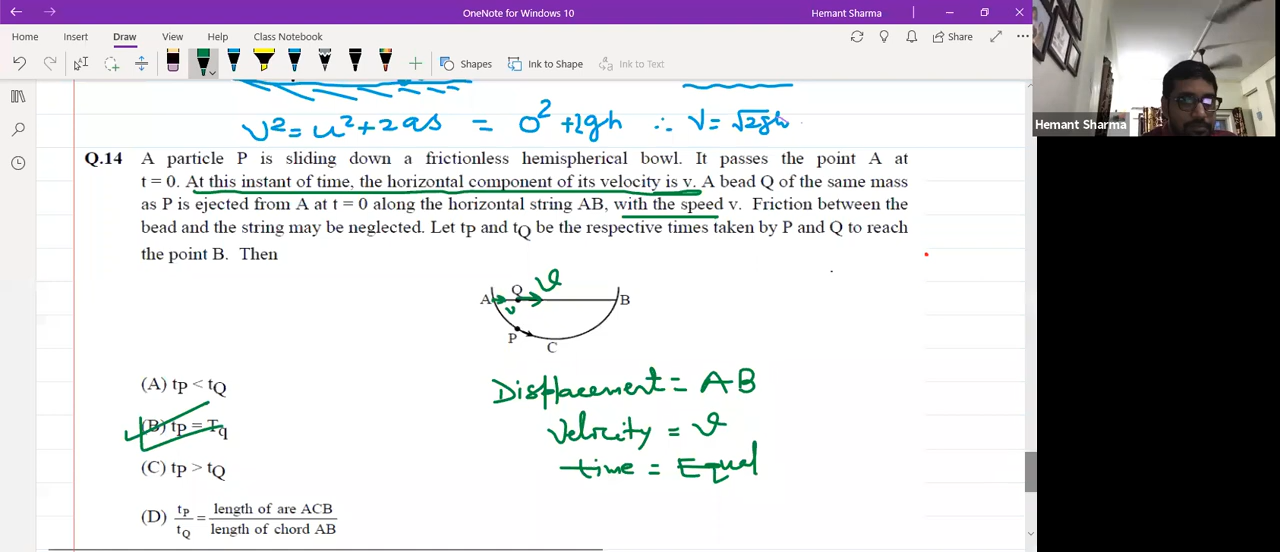 OneNote for Windows 10
Hemant Sharma
Home Insert Draw View Help Class Notebook
Share
Shapes Ink to Shape Ink to Text
Hemant Sharma
v² = u² + 2as = 0² + 2gh ∴ v = √2gh
Q.14 A particle P is sliding down a frictionless hemispherical bowl. It passes the point A at
t = 0. At this instant of time, the horizontal component of its velocity is v. A bead Q of the same mass
as P is ejected from A at t = 0 along the horizontal string AB, with the speed v. Friction between the
bead and the string may be neglected. Let tP and tQ be the respective times taken by P and Q to reach
the point B. Then
v
A Q B
v
P
C
Displacement = AB
(A) tP < tQ
(B) tP = Tq
Velocity = v
time = Equal
(C) tP > tQ
(D) tP/tQ = length of are ACB/length of chord AB